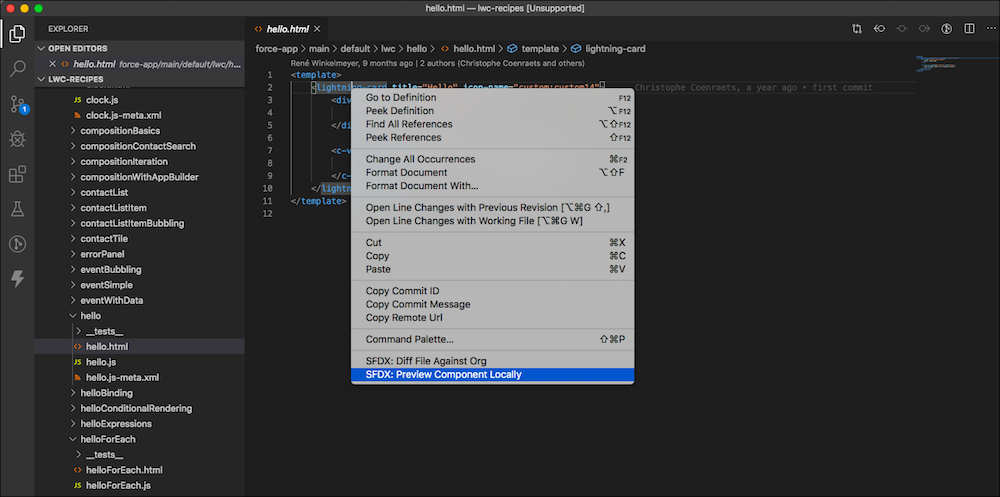 hello.html — lwc-recipes [Unsupported]
EXPLORER
OPEN EDITORS
hello.html force-app/main/default/lwc/h...
LWC-RECIPES
clock.js
clock.js-meta.xml
compositionBasics
compositionContactSearch
compositionIteration
compositionWithAppBuilder
contactList
contactListItem
contactListItemBubbling
contactTile
errorPanel
eventBubbling
eventSimple
eventWithData
hello
__tests__
hello.html
JS hello.js
hello.js-meta.xml
helloBinding
helloConditionalRendering
helloExpressions
helloForEach
__tests__
helloForEach.html
JS helloForEach.js
1
hello.html
force-app > main > default > lwc > hello > hello.html > template > lightning-card
René Winkelmeyer, 9 months ago | 2 authors (Christophe Coenraets and others)
1 <template>
2 <lightning-card title="Hello" icon-name="custom:custom14"> Christophe Coenraets, a year ago • first commit
3 <div
4
5 </di
6
7 <c-v
8
9 </c-
10 </lightn
11 </template>
12
Go to Definition F12
Peek Definition ⌥F12
Find All References ⌥⇧F12
Peek References ⇧F12
Change All Occurrences ⌘F2
Format Document ⌥⇧F
Format Document With...
Open Line Changes with Previous Revision [⌥⌘G ⇧,]
Open Line Changes with Working File [⌥⌘G W]
Cut ⌘X
Copy ⌘C
Paste ⌘V
Copy Commit ID
Copy Commit Message
Copy Remote Url
Command Palette... ⇧⌘P
SFDX: Diff File Against Org
SFDX: Preview Component Locally